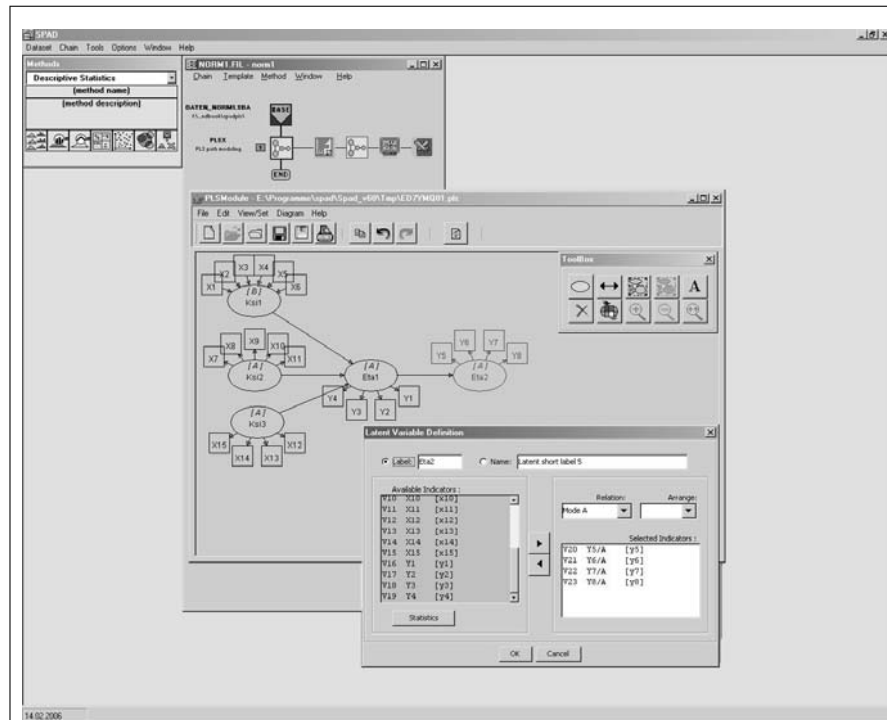 SPAD
Dataset Chain Tools Options Window Help
Methods
Descriptive Statistics
(method name)
(method description)
NORM1.FIL - norm1
Chain Template Method Window Help
DATEN_NORM1.SBA
BASE
PLEX
PLS path modeling
END
PLSModule - E:\Programme\spad\Spad_v60\Tmp\ED7YMQ01.plc
File Edit View/Set Diagram Help
ToolBox
A
X1 X2 X3 X4 X5 X6
[B]
Ksi1
X7 X8 X9 X10 X11
[A]
Ksi2
[A]
Ksi3
X15 X14 X13 X12
[A]
Eta1
Y4 Y3 Y2 Y1
Y5 Y6 Y7 Y8
[A]
Eta2
Latent Variable Definition
Label: Eta2 Name: Latent short label 5
Available Indicators :
V10 X10 [x10]
V11 X11 [x11]
V12 X12 [x12]
V13 X13 [x13]
V14 X14 [x14]
V15 X15 [x15]
V16 Y1 [y1]
V17 Y2 [y2]
V18 Y3 [y3]
V19 Y4 [y4]
Statistics
Relation: Arrange:
Mode A
Selected Indicators :
V20 Y5/A [y5]
V21 Y6/A [y6]
V22 Y7/A [y7]
V23 Y8/A [y8]
OK Cancel
14.02.2006